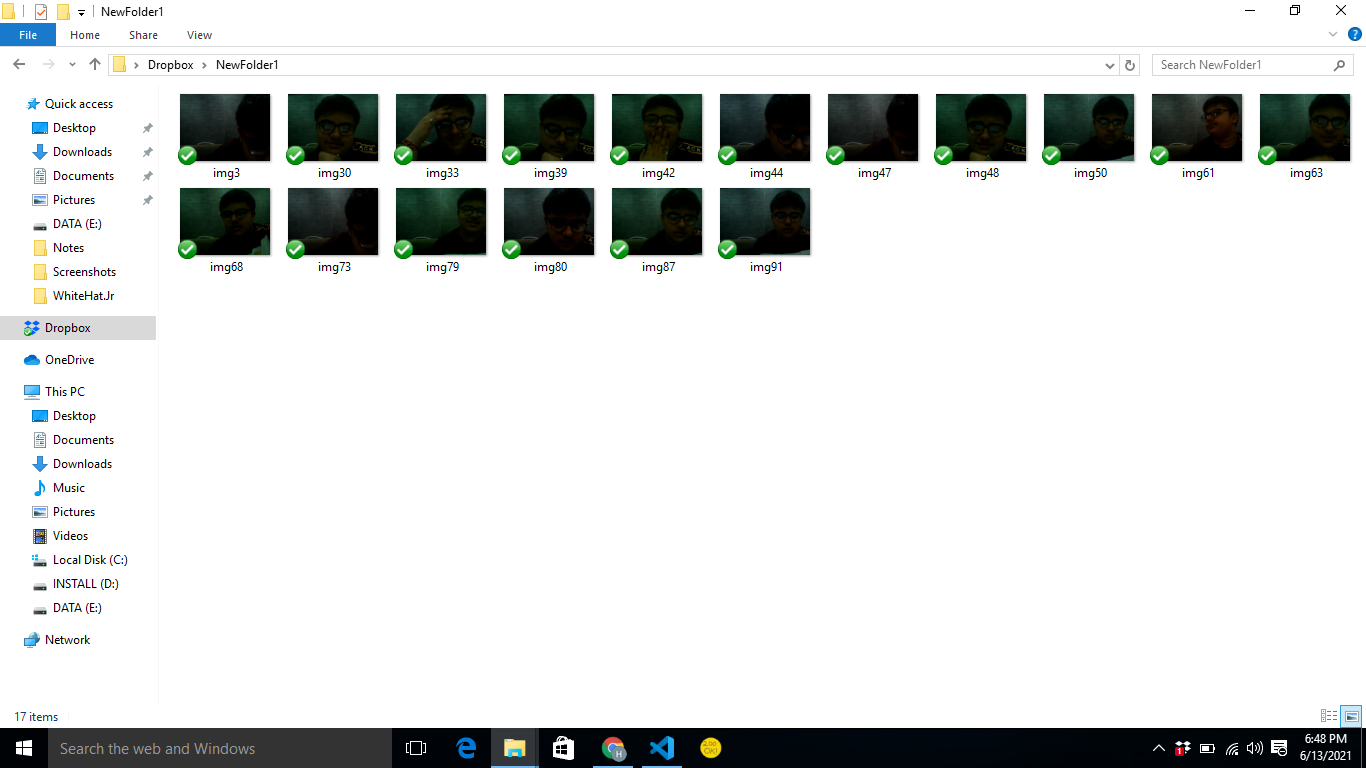 NewFolder1
File Home Share View
Dropbox NewFolder1
Search NewFolder1
Quick access
Desktop
Downloads
Documents
Pictures
DATA (E:)
Notes
Screenshots
WhiteHat.Jr
Dropbox
OneDrive
This PC
Desktop
Documents
Downloads
Music
Pictures
Videos
Local Disk (C:)
INSTALL (D:)
DATA (E:)
Network
img3 img30 img33 img39 img42 img44 img47 img48 img50 img61 img63
img68 img73 img79 img80 img87 img91
17 items
Search the web and Windows
H
OK!
1
6:48 PM
6/13/2021